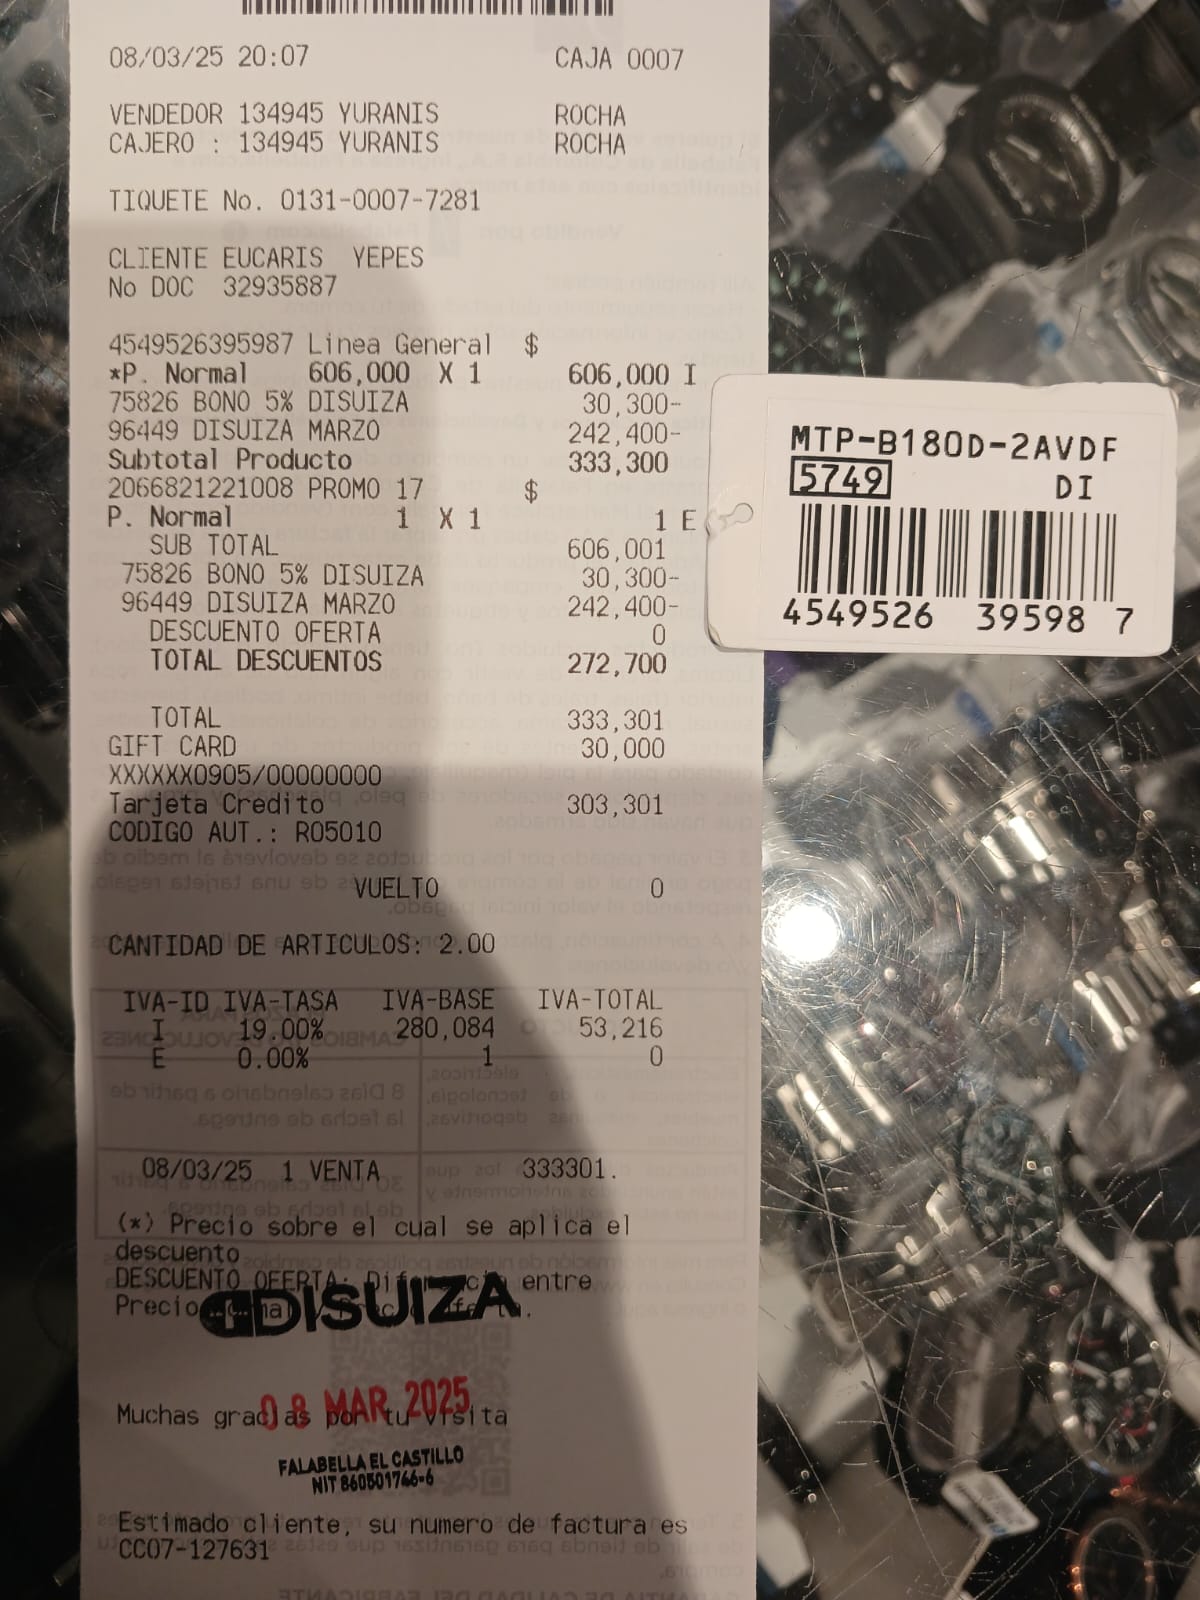 08/03/25 20:07 CAJA 0007
VENDEDOR 134945 YURANIS ROCHA
CAJERO : 134945 YURANIS ROCHA
TIQUETE No. 0131-0007-7281
CLIENTE EUCARIS YEPES
No DOC 32935887
4549526395987 Linea General $
*P. Normal 606,000 X 1 606,000 I
75826 BONO 5% DISUIZA 30,300-
96449 DISUIZA MARZO 242,400-
Subtotal Producto 333,300
2066821221008 PROMO 17 $
P. Normal 1 X 1 1 E
SUB TOTAL 606,001
75826 BONO 5% DISUIZA 30,300-
96449 DISUIZA MARZO 242,400-
DESCUENTO OFERTA 0
TOTAL DESCUENTOS 272,700
TOTAL 333,301
GIFT CARD 30,000
XXXXXX0905/00000000
Tarjeta Credito 303,301
CODIGO AUT.: R05010
VUELTO 0
CANTIDAD DE ARTICULOS: 2.00
IVA-ID IVA-TASA IVA-BASE IVA-TOTAL
I 19.00% 280,084 53,216
E 0.00% 1 0
08/03/25 1 VENTA 333301.
(*) Precio sobre el cual se aplica el
descuento
DESCUENTO OFERTA: Diferencia entre
Precio Normal y Precio Oferta.
DISUIZA
08 MAR 2025
Muchas gracias por tu visita
FALABELLA EL CASTILLO
NIT 860501766-6
Estimado cliente, su numero de factura es
CC07-127631
MTP-B180D-2AVDF
5749 DI
4549526 39598 7